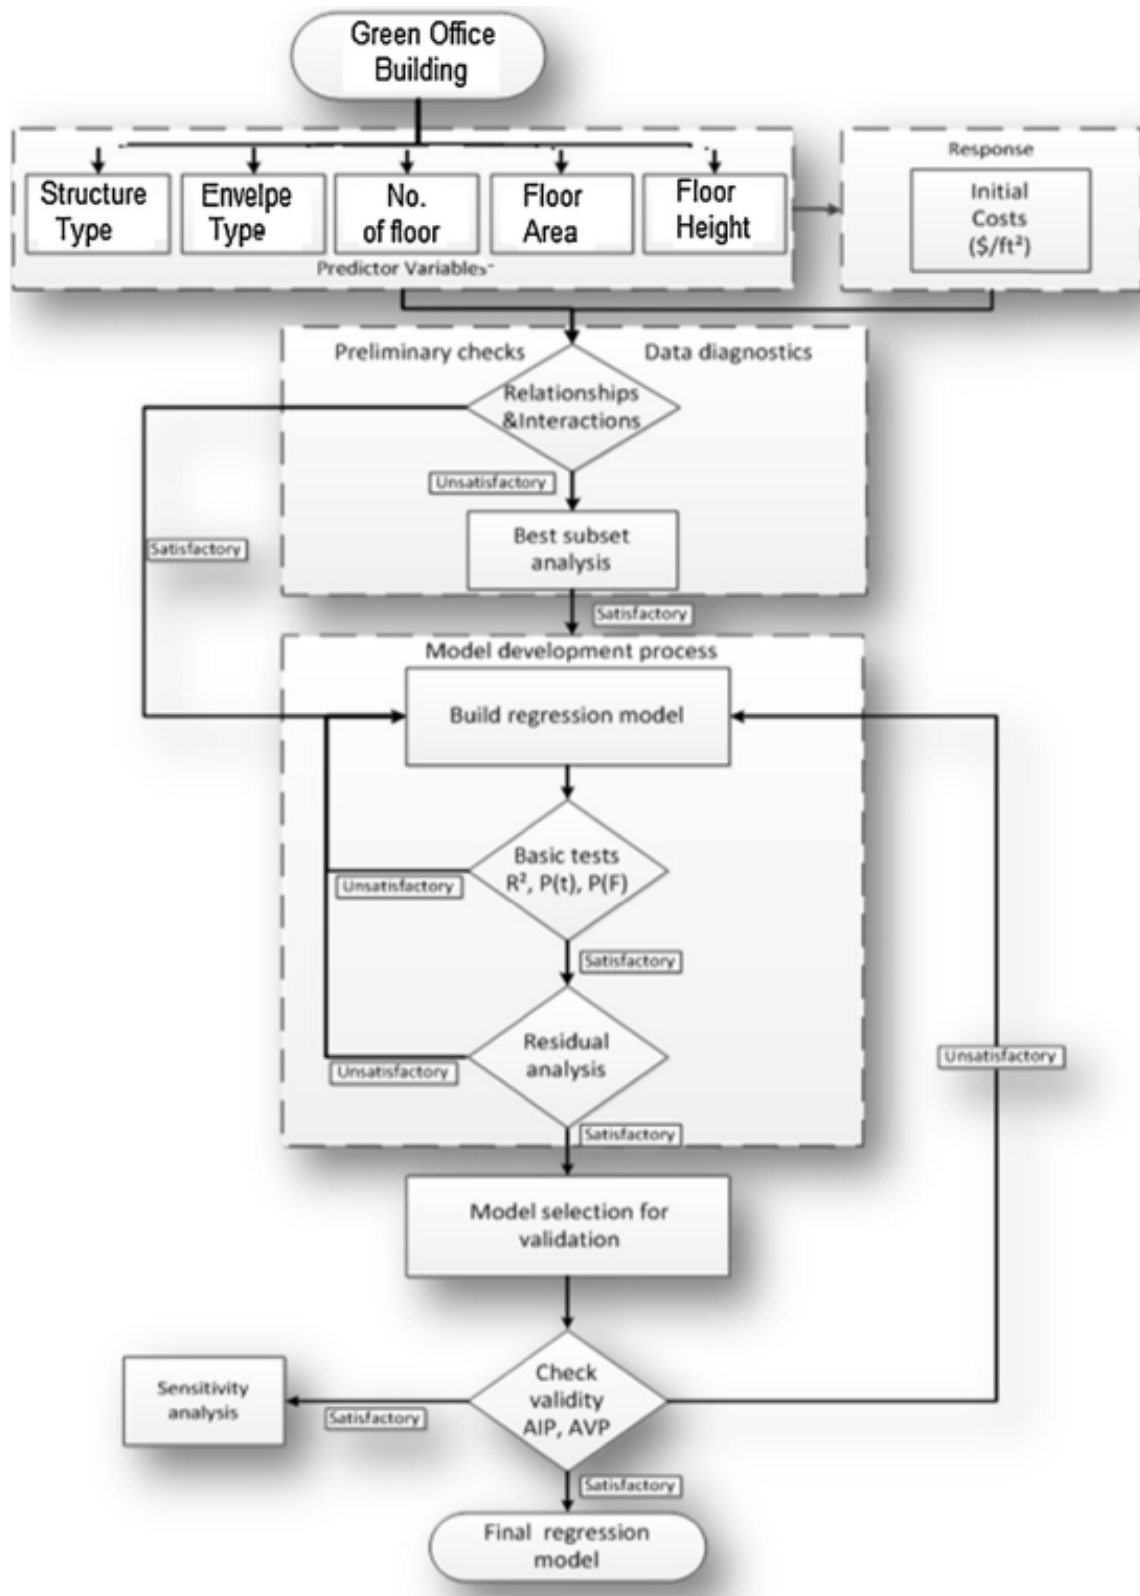 Green Office
Building
Response
Structure
Type
Envelpe
Type
No.
of floor
Floor
Area
Floor
Height
Initial
Costs
($/ft²)
Predictor Variables
Preliminary checks
Data diagnostics
Relationships
&Interactions
Unsatisfactory
Best subset
analysis
Satisfactory
Satisfactory
Model development process
Build regression model
Basic tests
R², P(t), P(F)
Unsatisfactory
Satisfactory
Residual
analysis
Unsatisfactory
Unsatisfactory
Satisfactory
Model selection for
validation
Check
validity
AIP, AVP
Sensitivity
analysis
Satisfactory
Satisfactory
Final regression
model